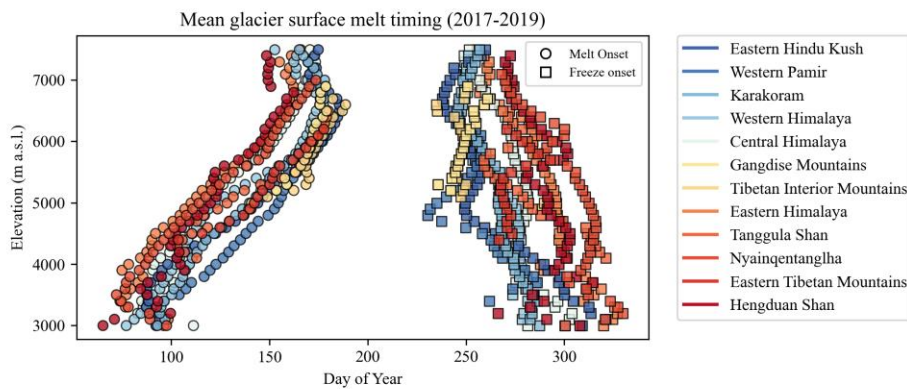 Mean glacier surface melt timing (2017-2019)
7000
6000
5000
4000
3000
Elevation (m a.s.l.)
Melt Onset
Freeze onset
100
150
200
250
300
Day of Year
Eastern Hindu Kush
Western Pamir
Karakoram
Western Himalaya
Central Himalaya
Gangdise Mountains
Tibetan Interior Mountains
Eastern Himalaya
Tanggula Shan
Nyainqentanglha
Eastern Tibetan Mountains
Hengduan Shan